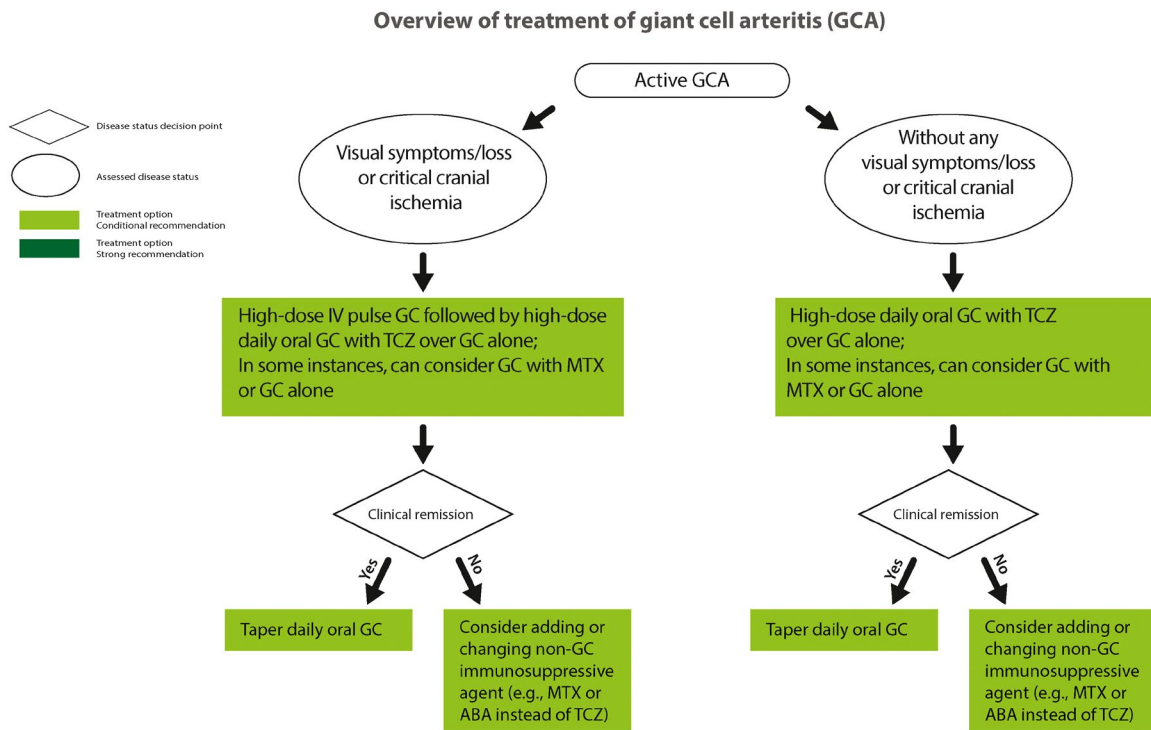 Overview of treatment of giant cell arteritis (GCA)
Active GCA
Disease status decision point
Assessed disease status
Treatment option
Conditional recommendation
Treatment option
Strong recommendation
Visual symptoms/loss
or critical cranial
ischemia
Without any
visual symptoms/loss
or critical cranial
ischemia
High-dose IV pulse GC followed by high-dose
daily oral GC with TCZ over GC alone;
In some instances, can consider GC with MTX
or GC alone
High-dose daily oral GC with TCZ
over GC alone;
In some instances, can consider GC with
MTX or GC alone
Clinical remission
Clinical remission
Yes
No
Yes
No
Taper daily oral GC
Consider adding or
changing non-GC
immunosuppressive
agent (e.g., MTX or
ABA instead of TCZ)
Taper daily oral GC
Consider adding or
changing non-GC
immunosuppressive
agent (e.g., MTX or
ABA instead of TCZ)